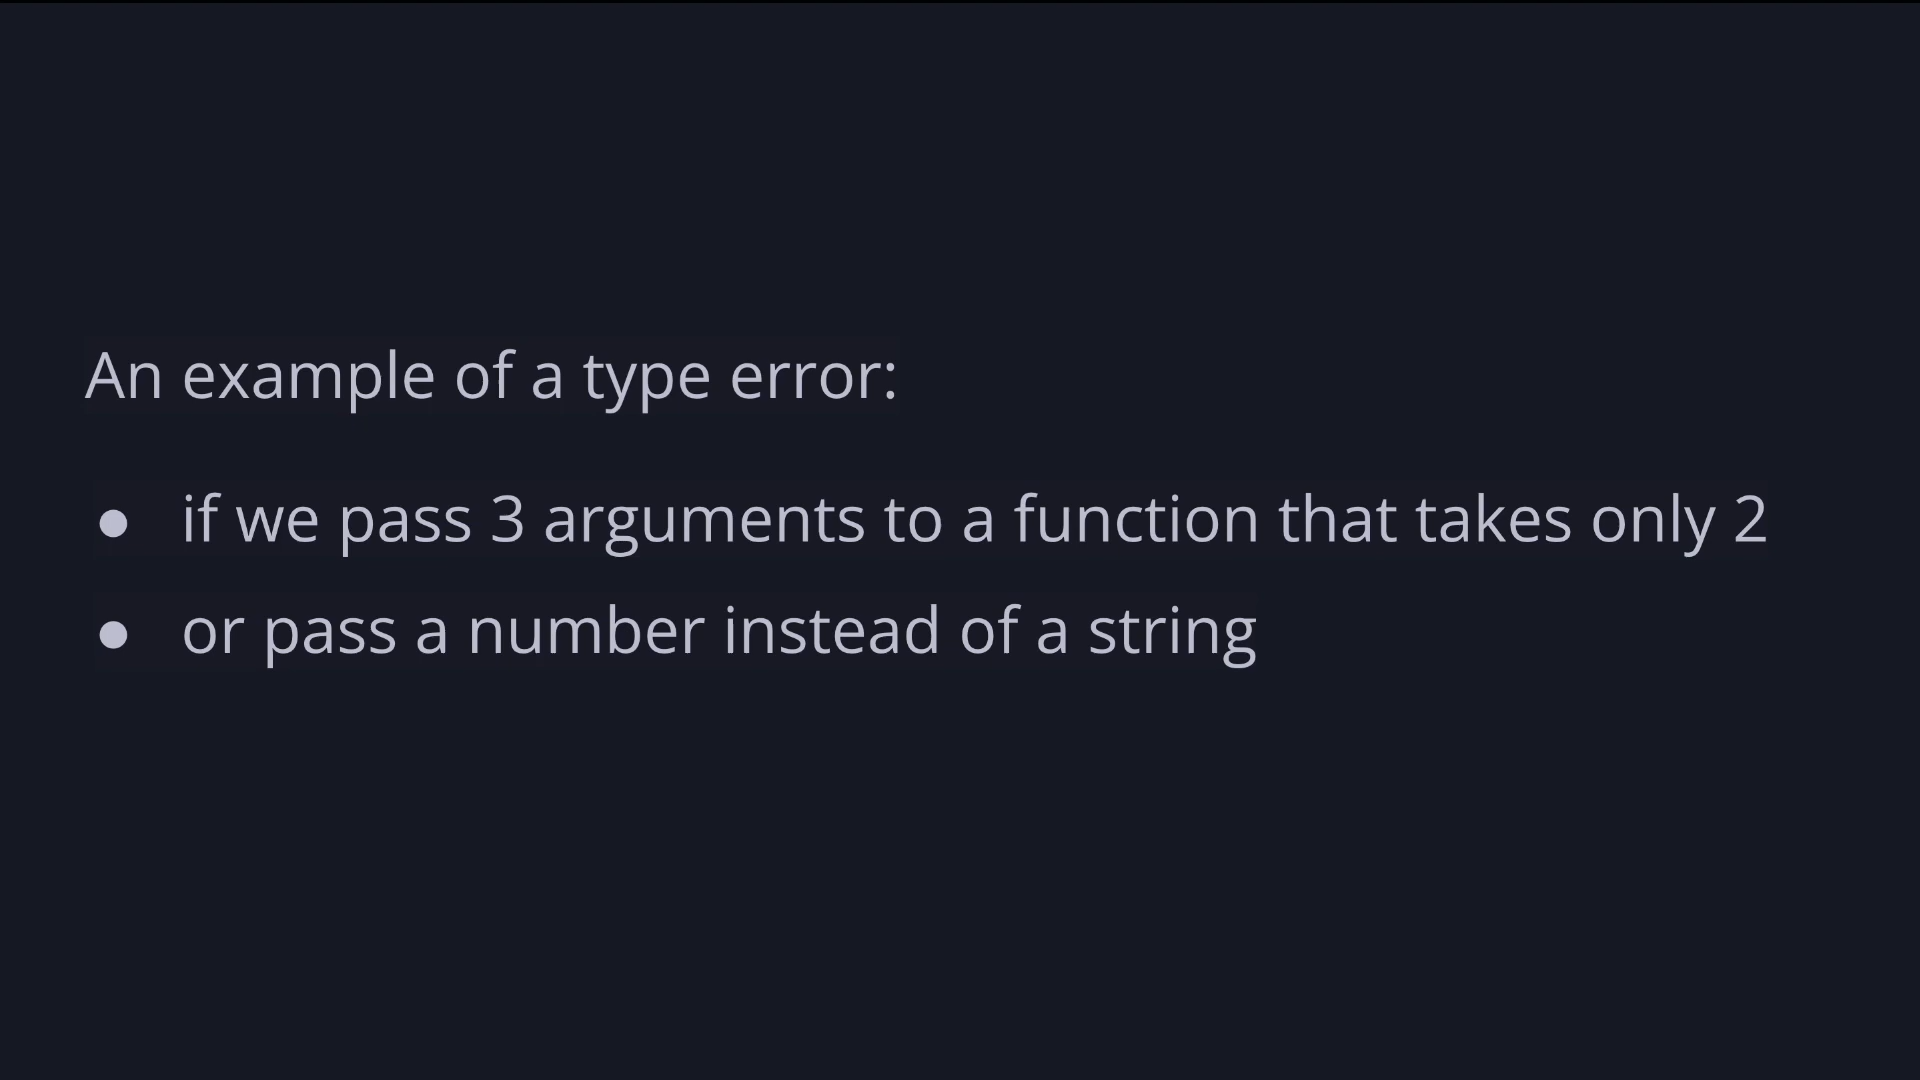 An example of a type error:
● if we pass 3 arguments to a function that takes only 2
● or pass a number instead of a string